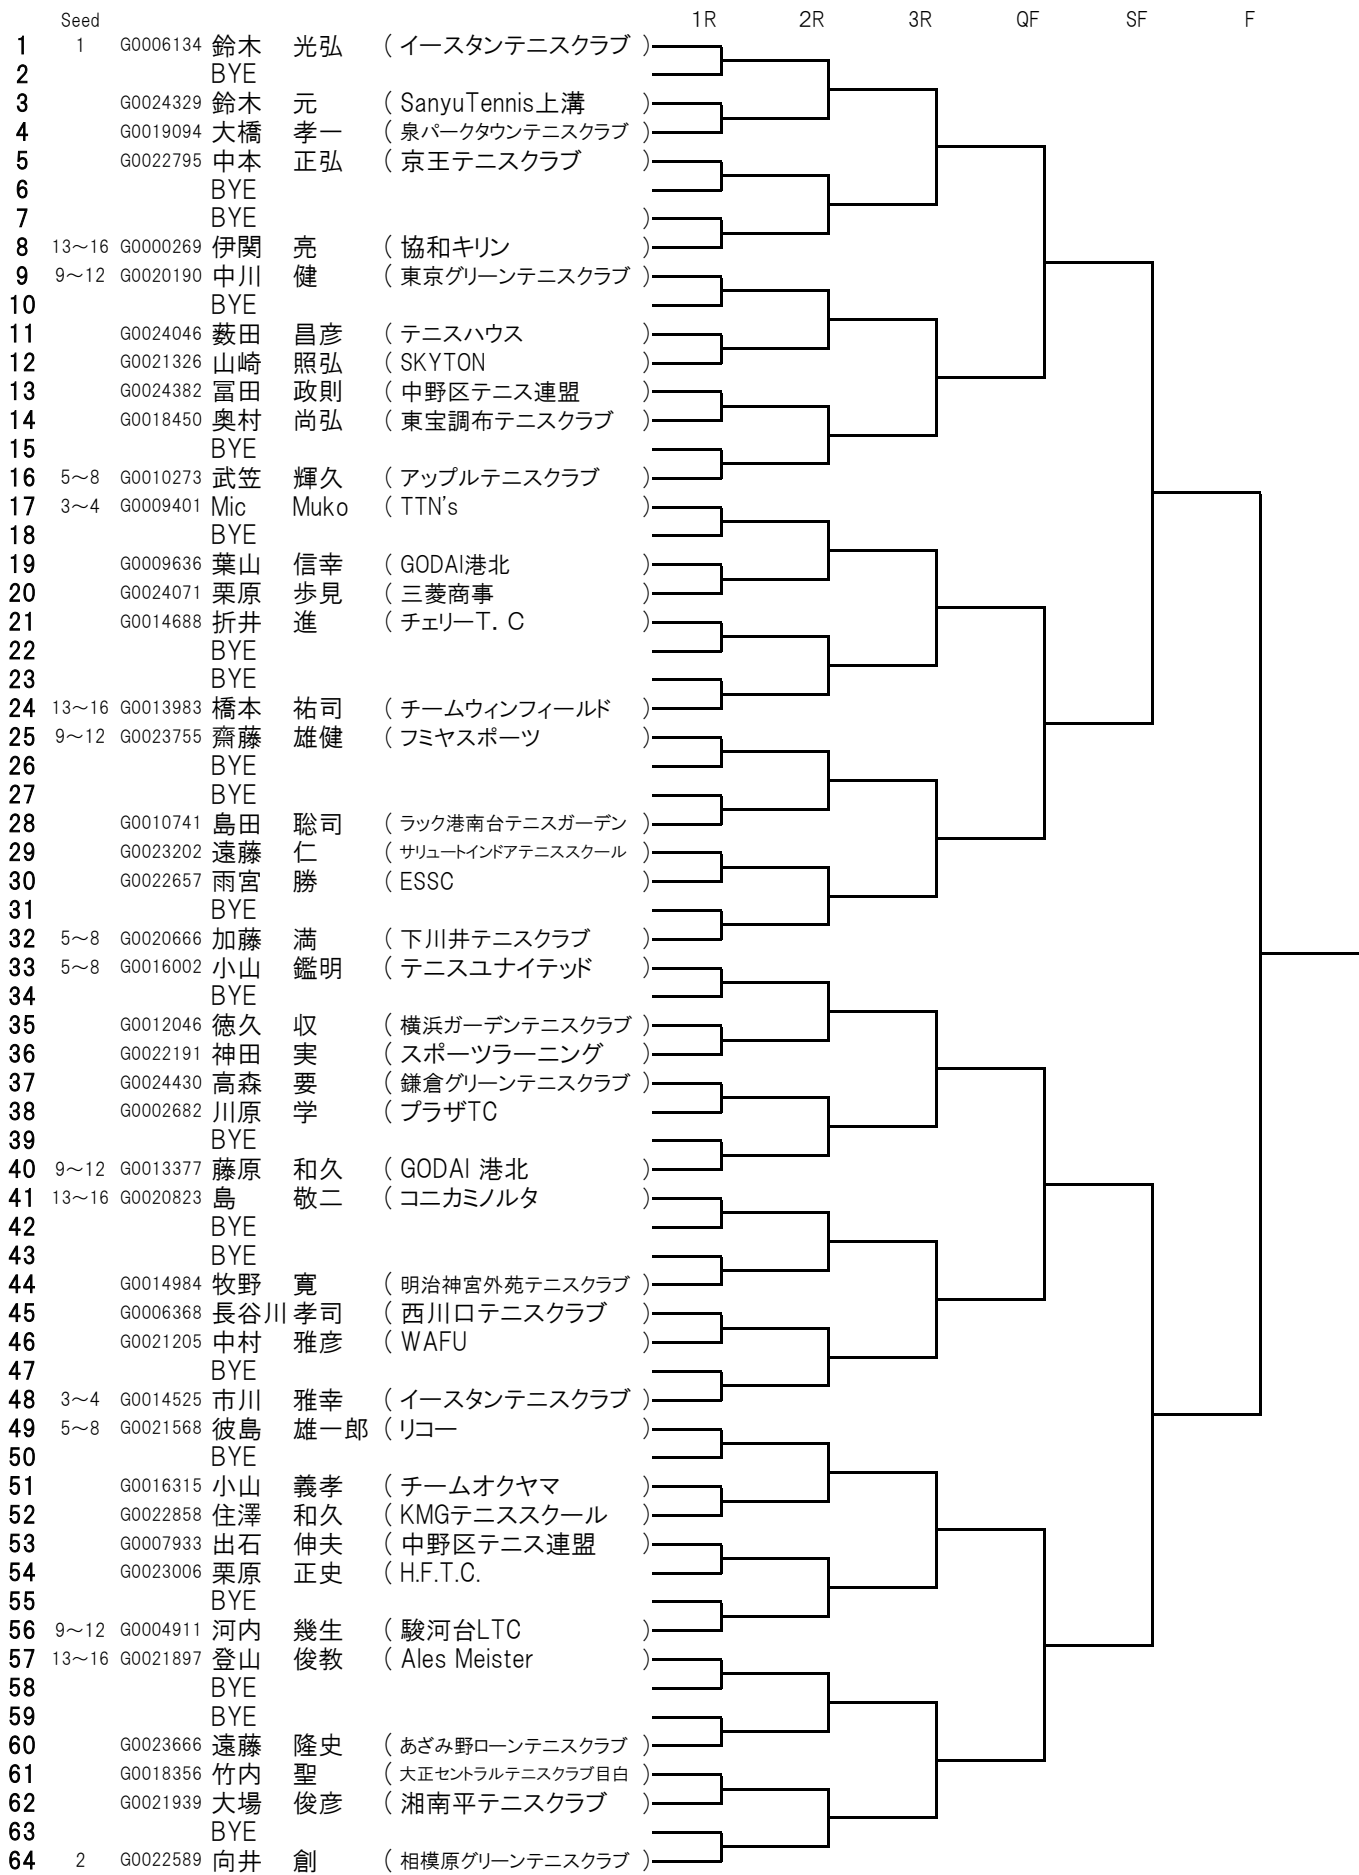 Seed 1R 2R 3R QF SF F
1 1 G0006134 鈴木 光弘 ( イースタンテニスクラブ )
2 BYE
3 G0024329 鈴木 元 ( SanyuTennis上溝 )
4 G0019094 大橋 孝一 ( 泉パークタウンテニスクラブ )
5 G0022795 中本 正弘 ( 京王テニスクラブ )
6 BYE
7 BYE )
8 13～16 G0000269 伊関 亮 ( 協和キリン )
9 9～12 G0020190 中川 健 ( 東京グリーンテニスクラブ )
10 BYE
11 G0024046 薮田 昌彦 ( テニスハウス )
12 G0021326 山崎 照弘 ( SKYTON )
13 G0024382 冨田 政則 ( 中野区テニス連盟 )
14 G0018450 奥村 尚弘 ( 東宝調布テニスクラブ )
15 BYE
16 5～8 G0010273 武笠 輝久 ( アップルテニスクラブ )
17 3～4 G0009401 Mic Muko ( TTN's )
18 BYE
19 G0009636 葉山 信幸 ( GODAI港北 )
20 G0024071 栗原 歩見 ( 三菱商事 )
21 G0014688 折井 進 ( チェリーT．C )
22 BYE
23 BYE
24 13～16 G0013983 橋本 祐司 ( チームウィンフィールド )
25 9～12 G0023755 齋藤 雄健 ( フミヤスポーツ )
26 BYE
27 BYE
28 G0010741 島田 聡司 ( ラック港南台テニスガーデン )
29 G0023202 遠藤 仁 ( サリュートインドアテニススクール )
30 G0022657 雨宮 勝 ( ESSC )
31 BYE
32 5～8 G0020666 加藤 満 ( 下川井テニスクラブ )
33 5～8 G0016002 小山 鑑明 ( テニスユナイテッド )
34 BYE
35 G0012046 徳久 収 ( 横浜ガーデンテニスクラブ )
36 G0022191 神田 実 ( スポーツラーニング )
37 G0024430 高森 要 ( 鎌倉グリーンテニスクラブ )
38 G0002682 川原 学 ( プラザTC )
39 BYE
40 9～12 G0013377 藤原 和久 ( GODAI 港北 )
41 13～16 G0020823 島 敬二 ( コニカミノルタ )
42 BYE
43 BYE
44 G0014984 牧野 寛 ( 明治神宮外苑テニスクラブ )
45 G0006368 長谷川 孝司 ( 西川口テニスクラブ )
46 G0021205 中村 雅彦 ( WAFU )
47 BYE
48 3～4 G0014525 市川 雅幸 ( イースタンテニスクラブ )
49 5～8 G0021568 彼島 雄一郎 ( リコー )
50 BYE
51 G0016315 小山 義孝 ( チームオクヤマ )
52 G0022858 住澤 和久 ( KMGテニススクール )
53 G0007933 出石 伸夫 ( 中野区テニス連盟 )
54 G0023006 栗原 正史 ( H.F.T.C. )
55 BYE
56 9～12 G0004911 河内 幾生 ( 駿河台LTC )
57 13～16 G0021897 登山 俊教 ( Ales Meister )
58 BYE
59 BYE
60 G0023666 遠藤 隆史 ( あざみ野ローンテニスクラブ )
61 G0018356 竹内 聖 ( 大正セントラルテニスクラブ目白 )
62 G0021939 大場 俊彦 ( 湘南平テニスクラブ )
63 BYE
64 2 G0022589 向井 創 ( 相模原グリーンテニスクラブ )